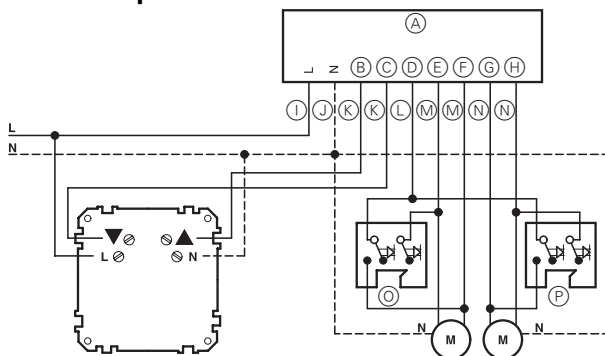 A
L N B C D E F G H
I J K K L M M N N
L
N
L N
O P
N M M N